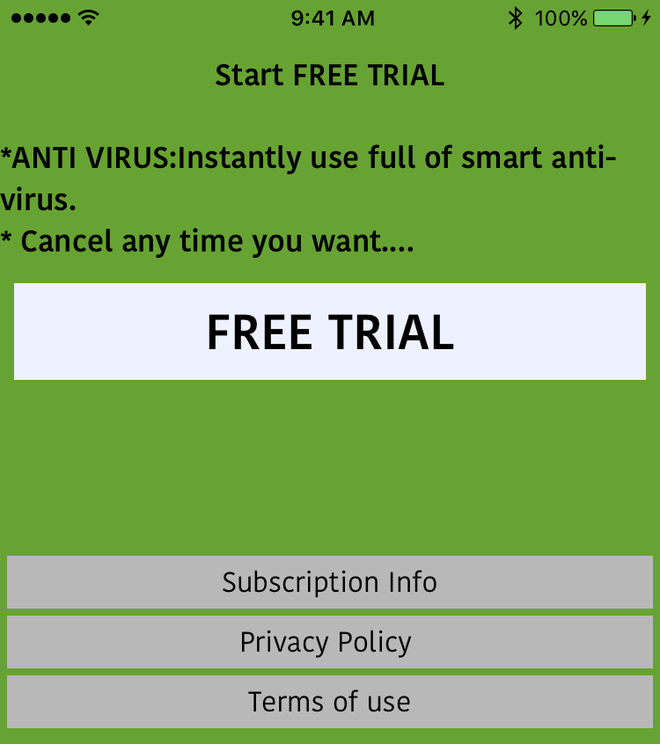 9:41 AM 100%
Start FREE TRIAL
*ANTI VIRUS:Instantly use full of smart anti-
virus.
* Cancel any time you want....
FREE TRIAL
Subscription Info
Privacy Policy
Terms of use